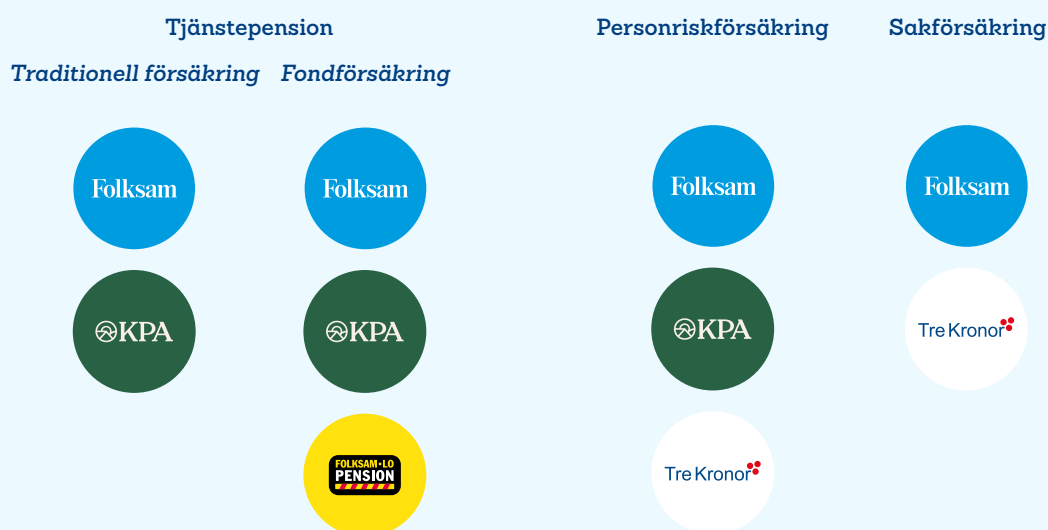 Tjänstepension Personriskförsäkring Sakförsäkring
Traditionell försäkring Fondförsäkring
Folksam Folksam Folksam Folksam
KPA KPA KPA Tre Kronor
FOLKSAM•LO
PENSION
Tre Kronor